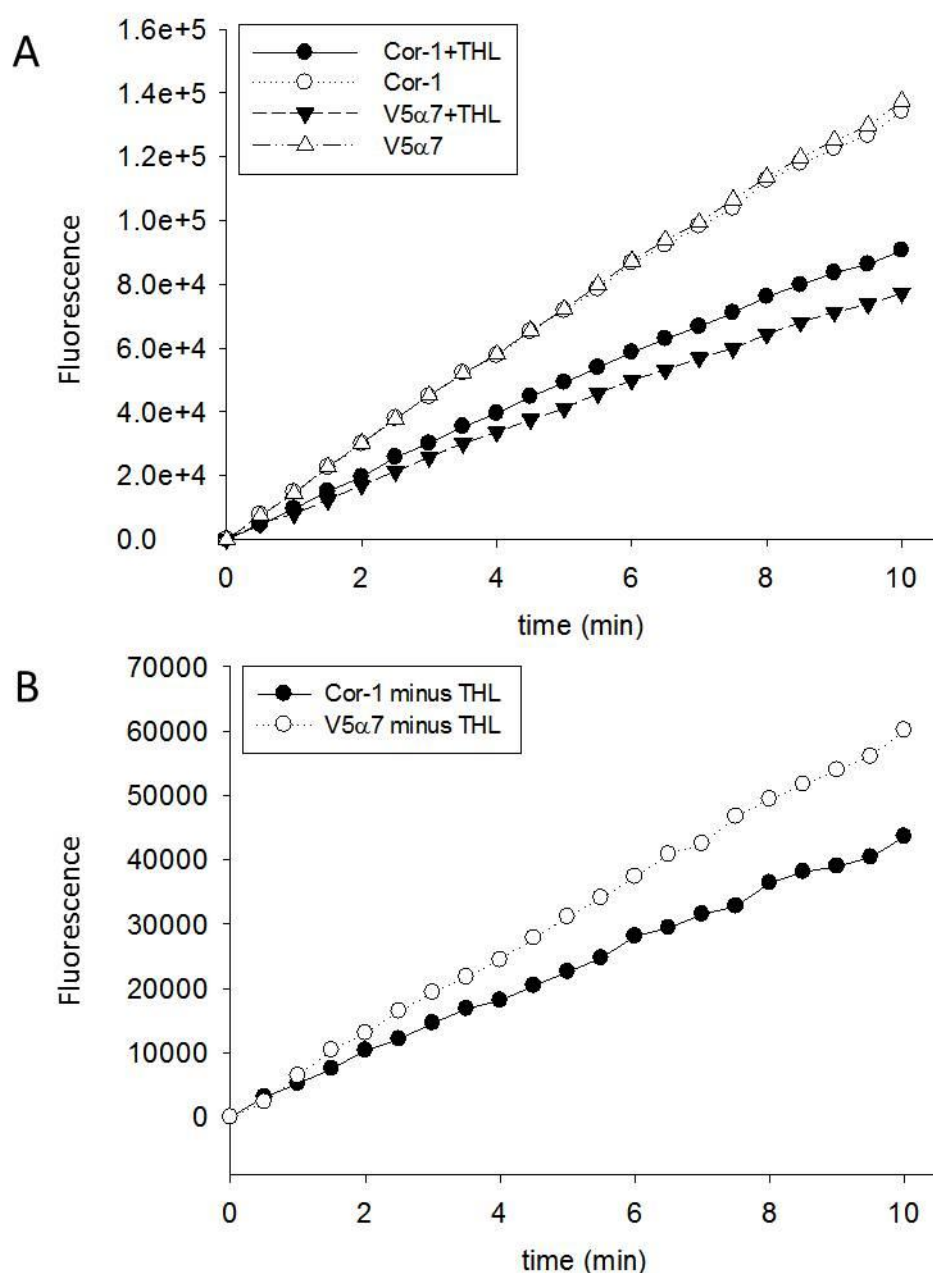 A
Cor-1+THL
Cor-1
V5α7+THL
V5α7
1.6e+5
1.4e+5
1.2e+5
1.0e+5
8.0e+4
6.0e+4
4.0e+4
2.0e+4
0.0
Fluorescence
0 2 4 6 8 10
time (min)
B
Cor-1 minus THL
V5α7 minus THL
70000
60000
50000
40000
30000
20000
10000
0
Fluorescence
0 2 4 6 8 10
time (min)